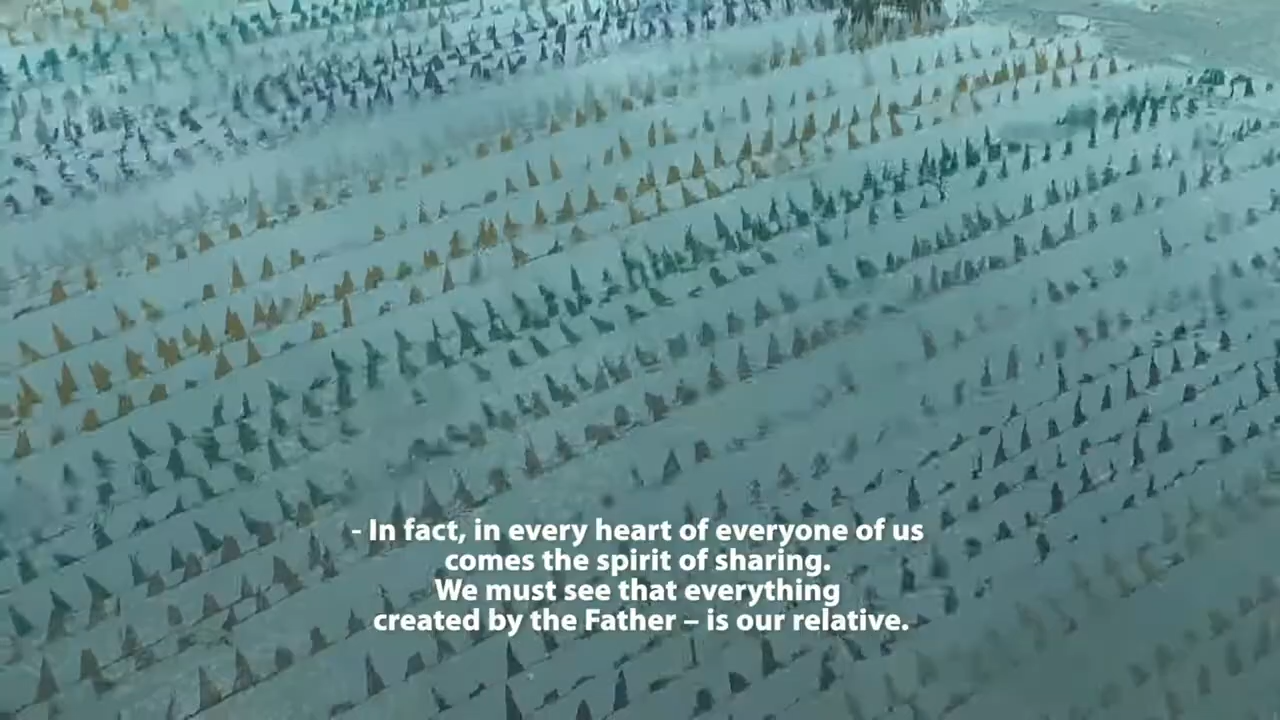 - In fact, in every heart of everyone of us
comes the spirit of sharing.
We must see that everything
created by the Father – is our relative.